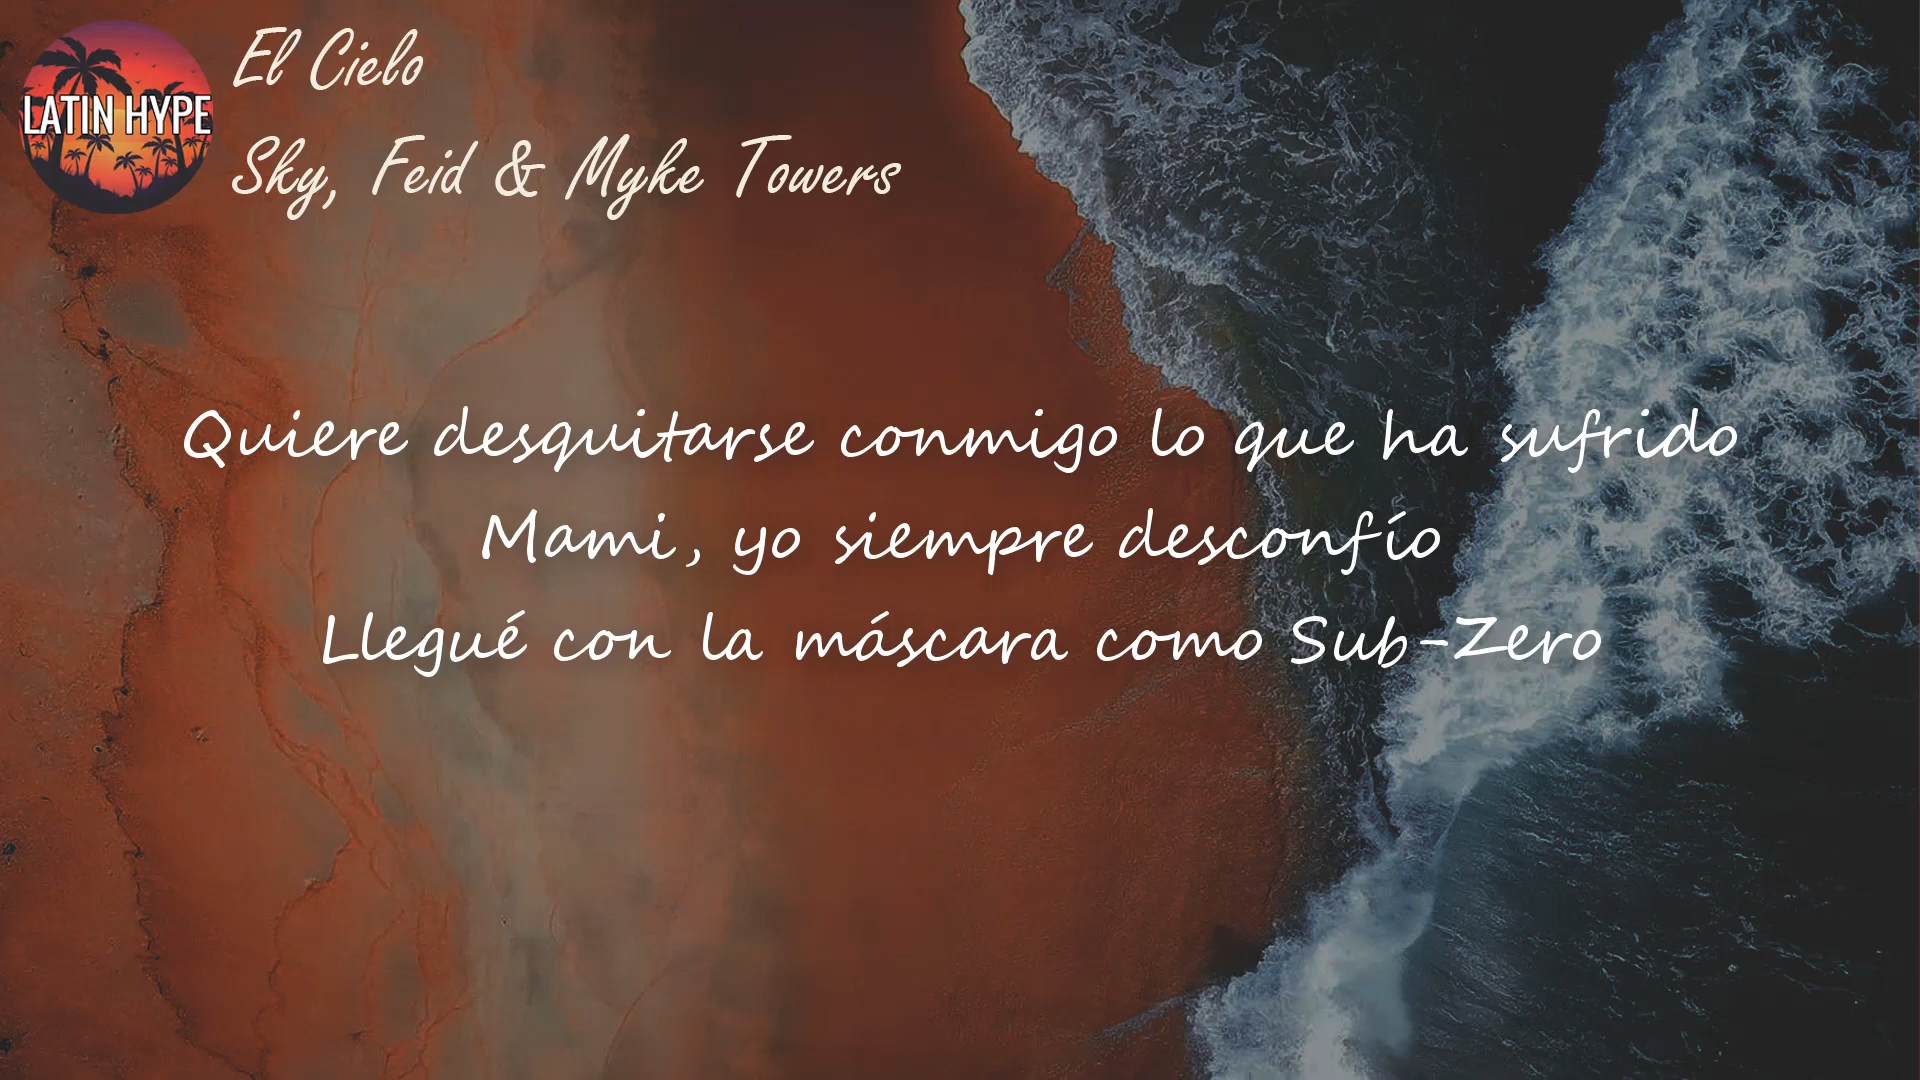 LATIN HYPE
El Cielo
Sky, Feid & Myke Towers
Quiere desquitarse conmigo lo que ha sufrido
Mami, yo siempre desconfío
Llegué con la máscara como Sub-Zero